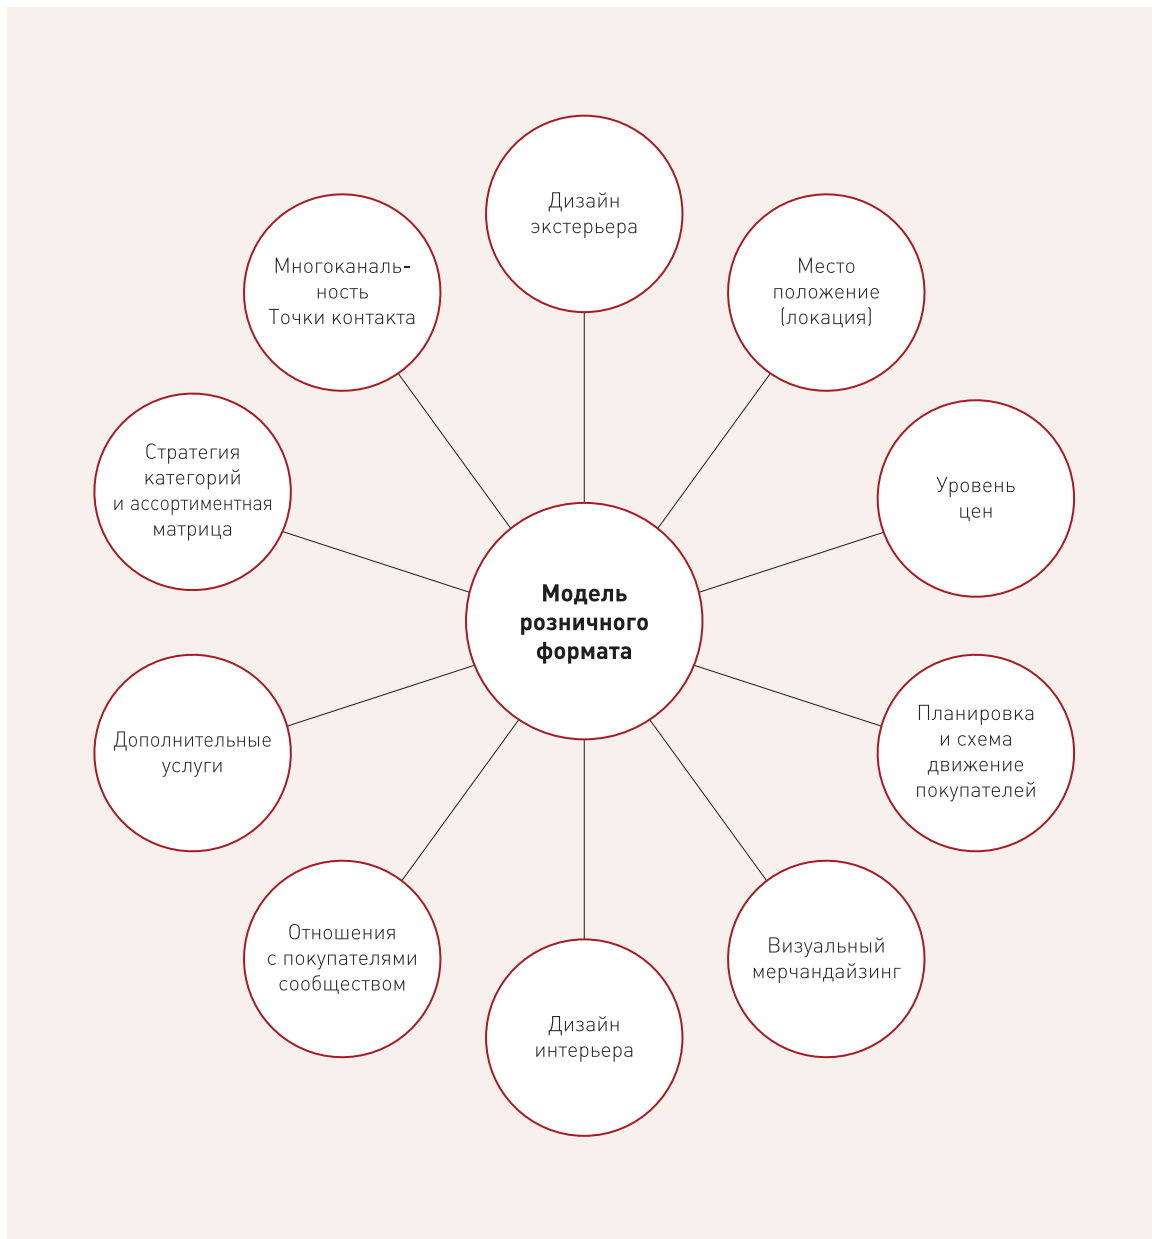 Дизайн
экстерьера
Многоканаль-
ность
Точки контакта
Место
положение
(локация)
Стратегия
категорий
и ассортиментная
матрица
Уровень
цен
Модель
розничного
формата
Дополнительные
услуги
Планировка
и схема
движение
покупателей
Отношения
с покупателями
сообществом
Визуальный
мерчандайзинг
Дизайн
интерьера